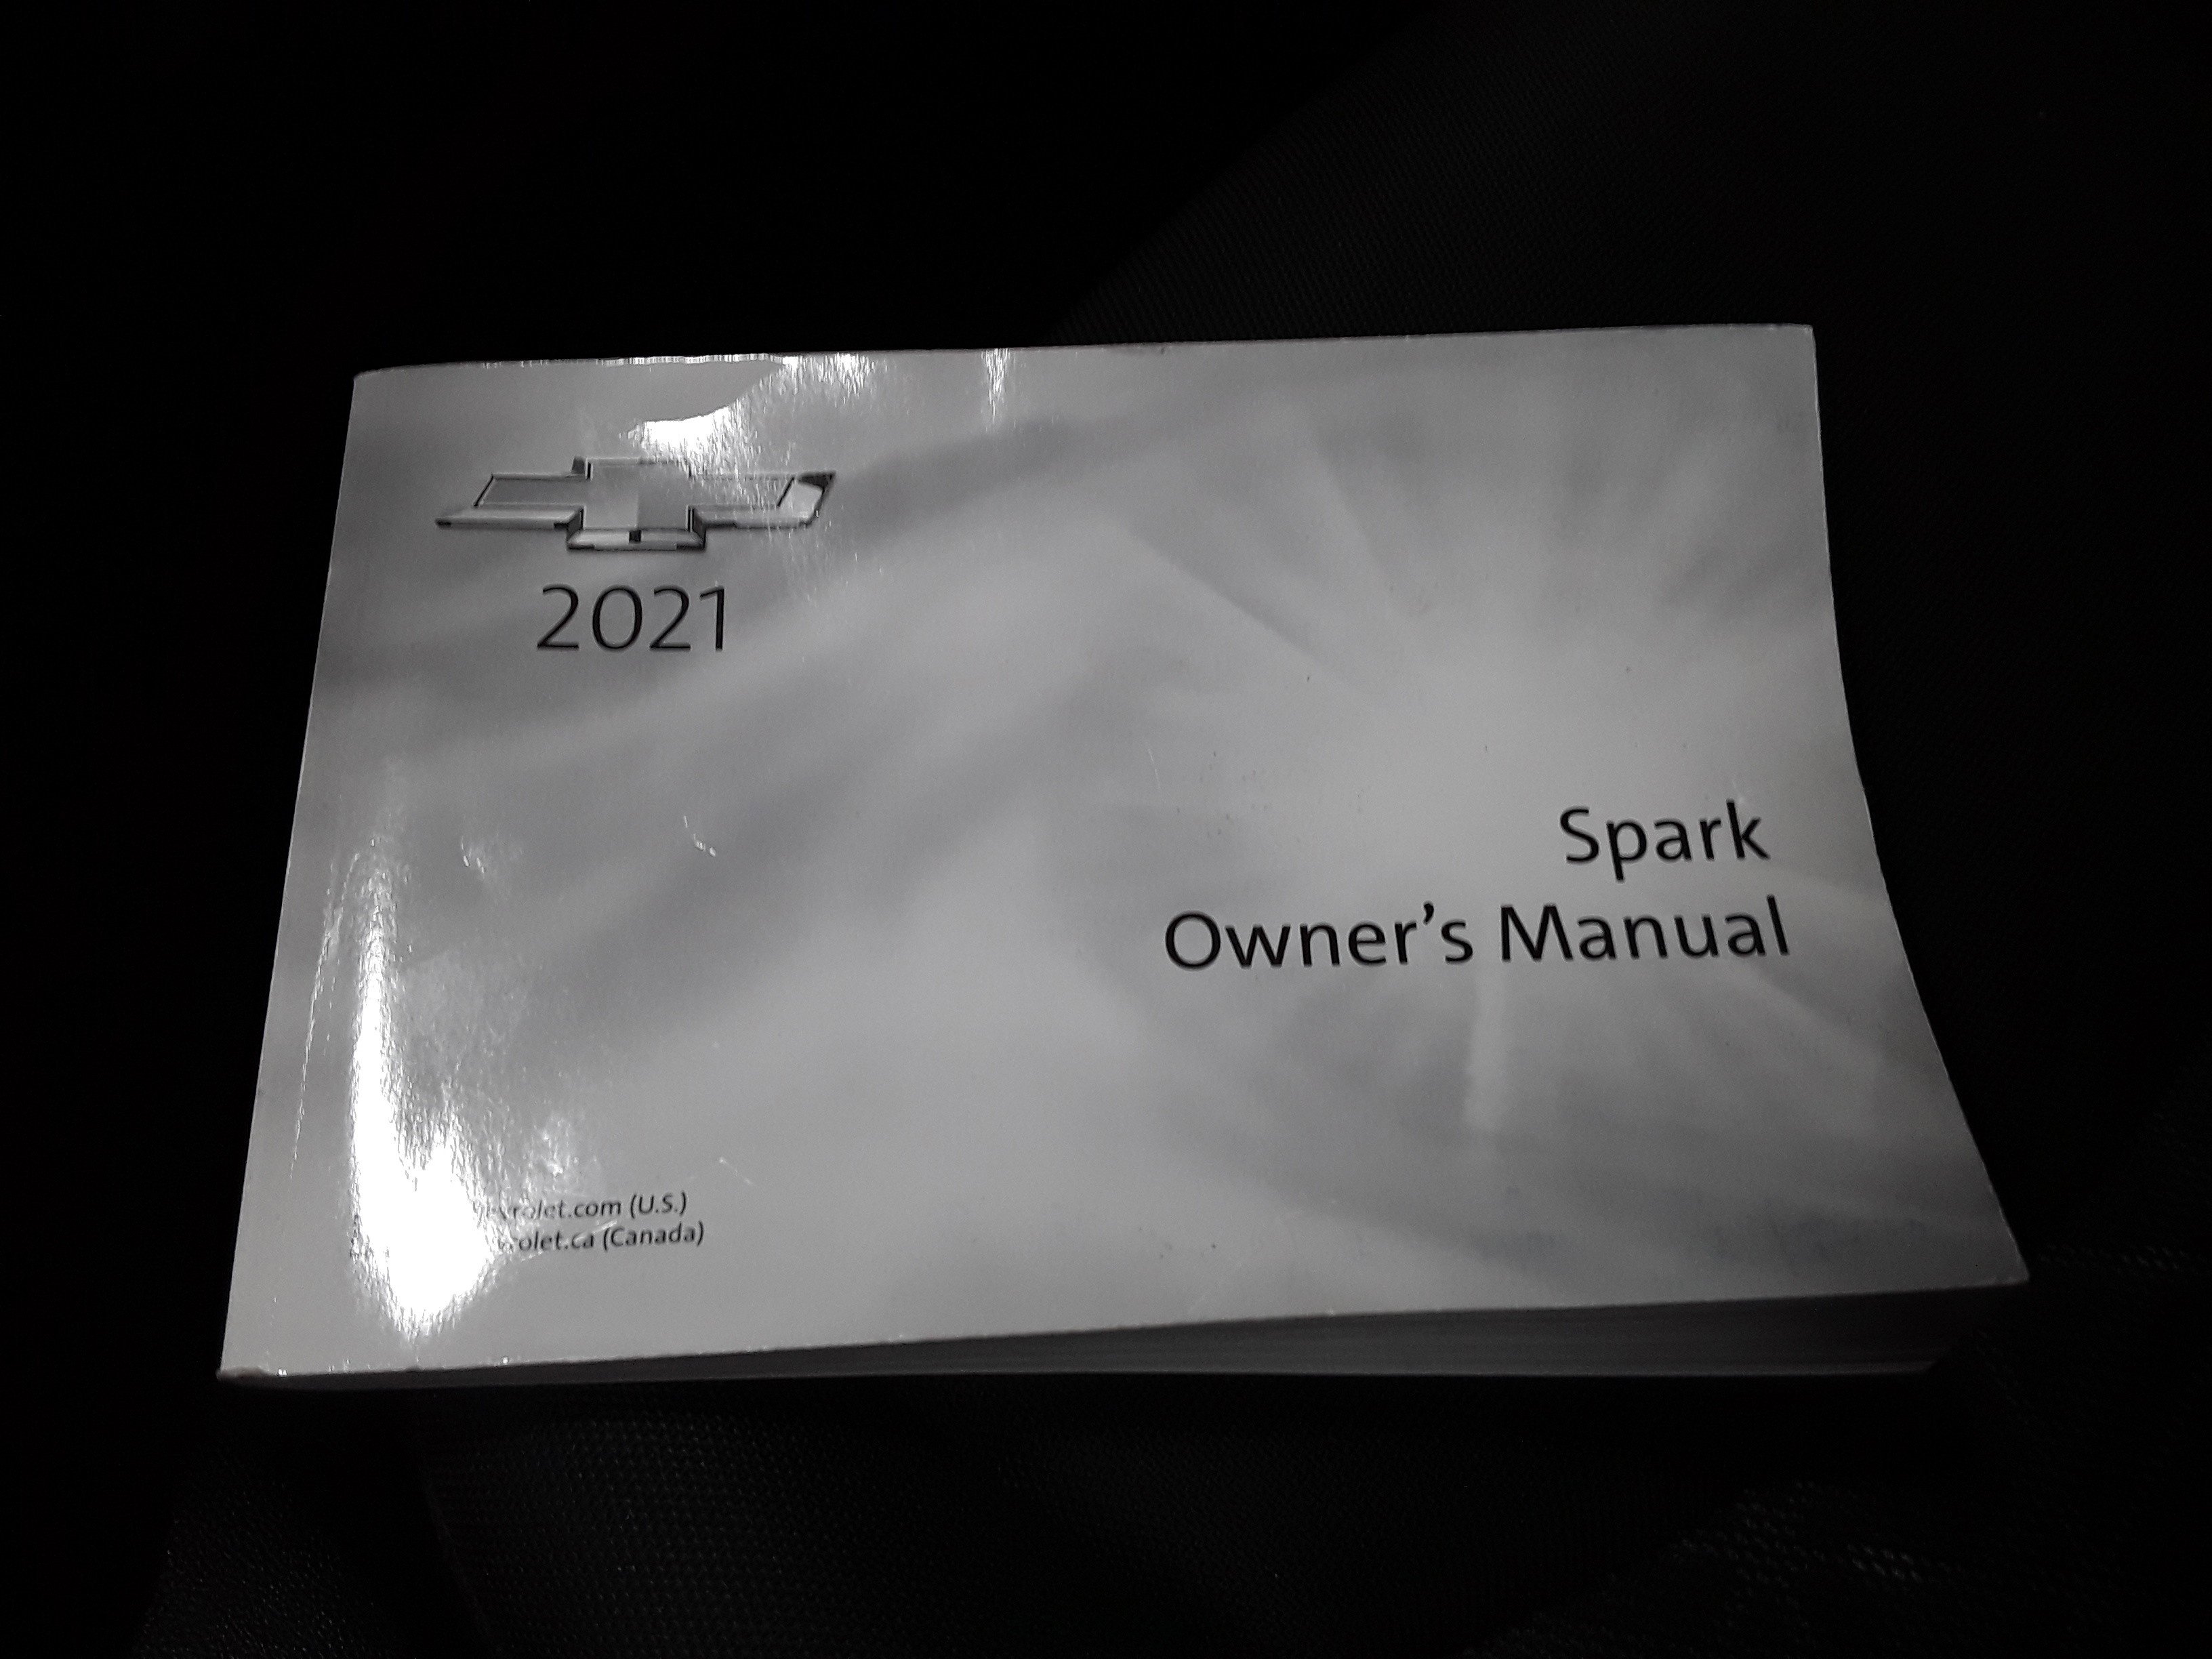 2021
Spark
Owner's Manual
(U.S.)
(Canada)